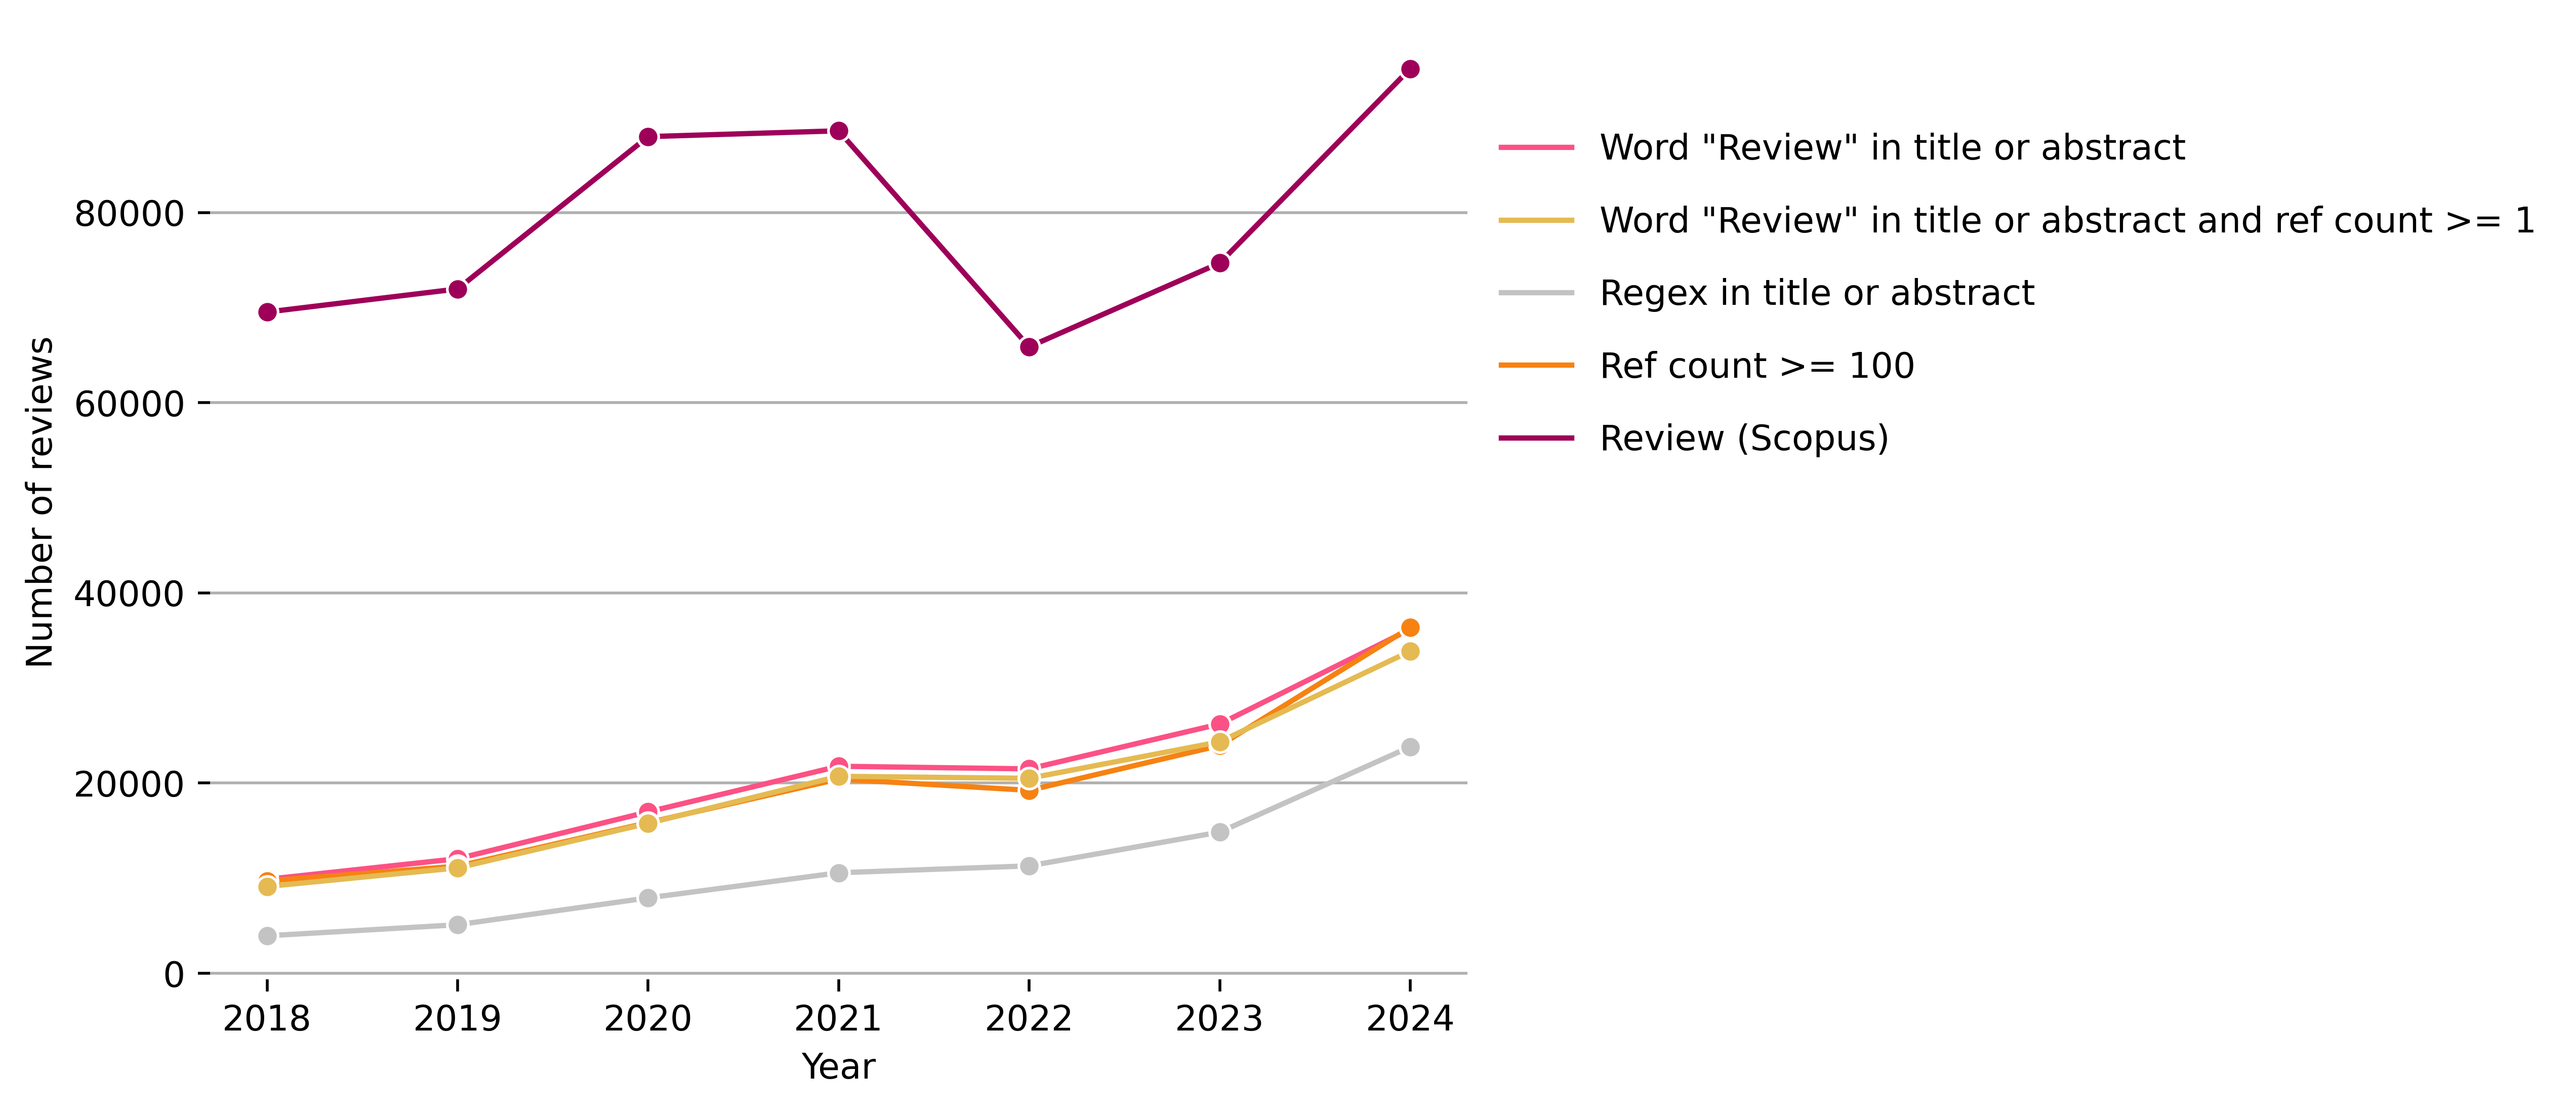 80000
60000
40000
20000
0
Number of reviews
2018 2019 2020 2021 2022 2023 2024
Year
Word "Review" in title or abstract
Word "Review" in title or abstract and ref count >= 1
Regex in title or abstract
Ref count >= 100
Review (Scopus)